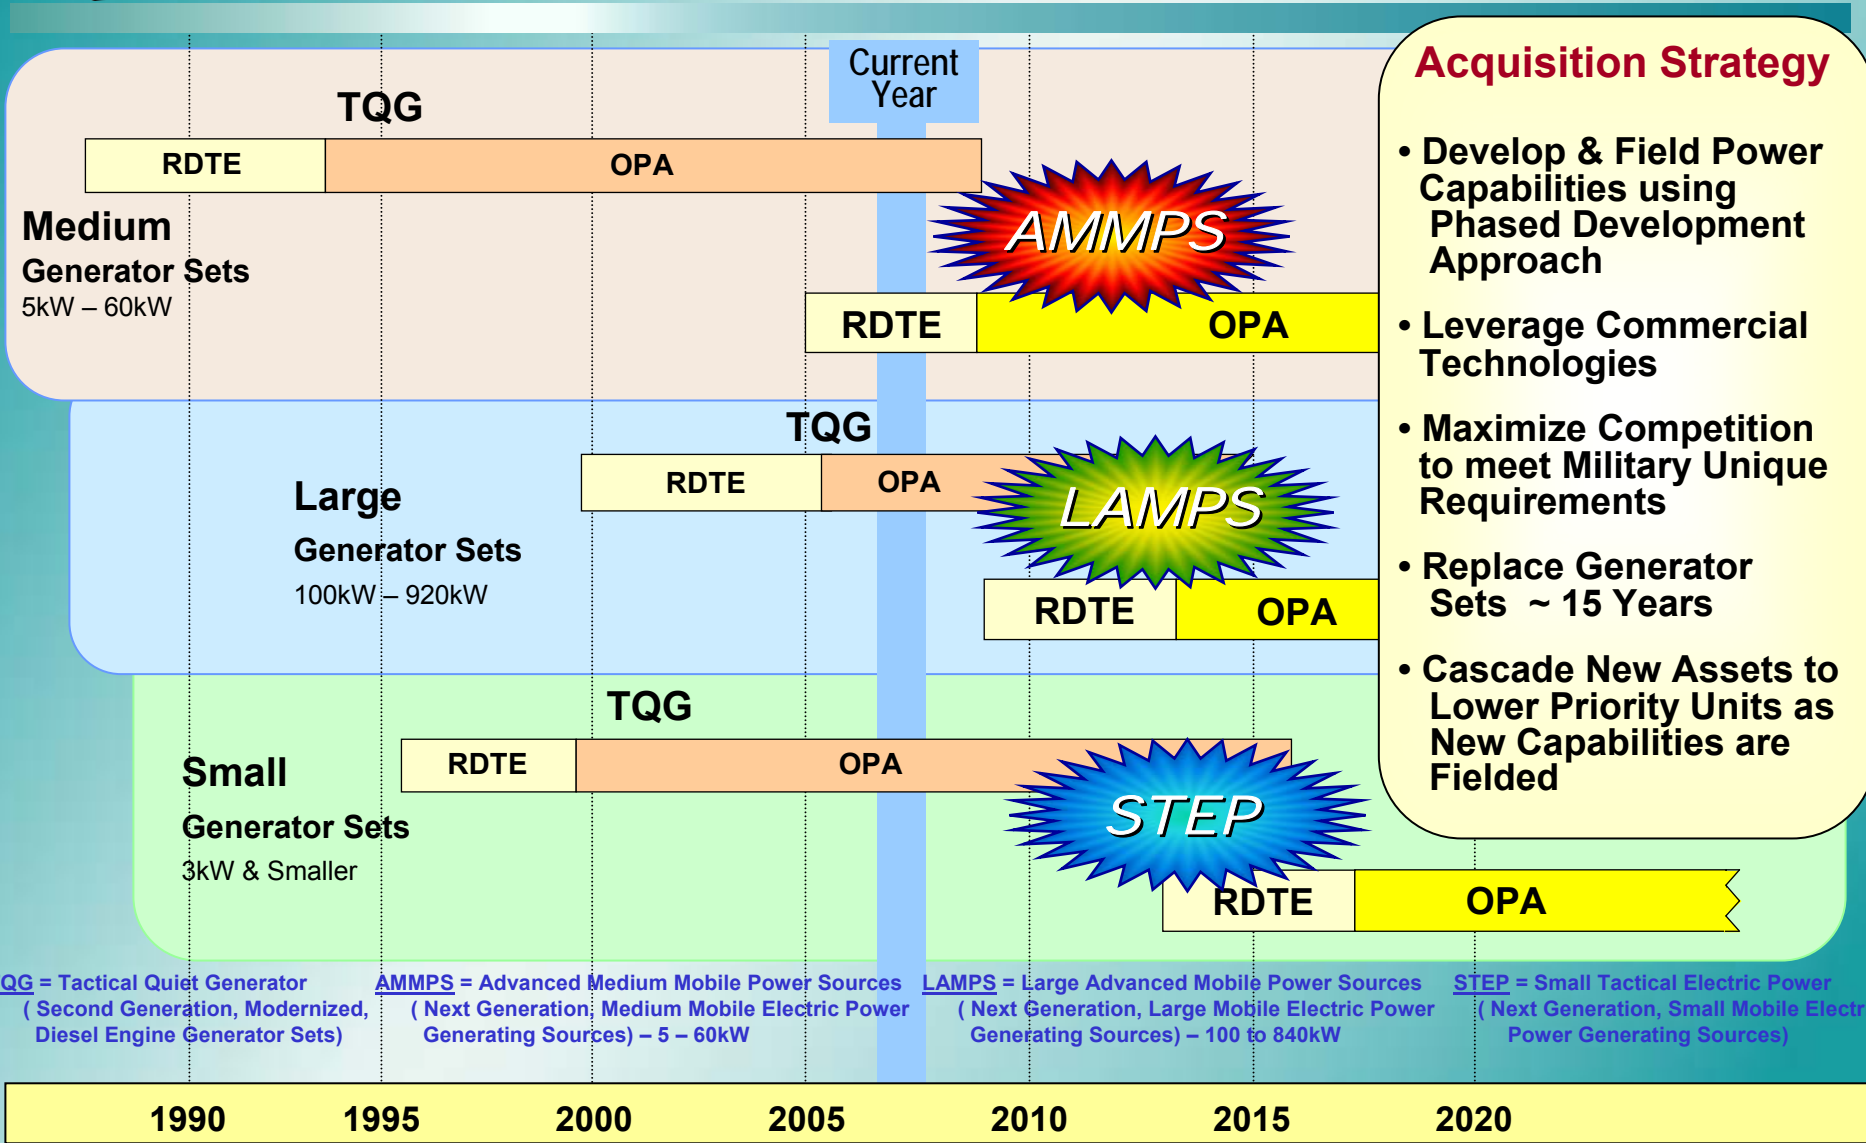 Current
Year
TQG
RDTE
OPA
Medium
Generator Sets
5kW – 60kW
AMMPS
RDTE
OPA
TQG
RDTE
OPA
Large
Generator Sets
100kW – 920kW
LAMPS
RDTE
OPA
TQG
RDTE
OPA
Small
Generator Sets
3kW & Smaller
STEP
RDTE
OPA
Acquisition Strategy
• Develop & Field Power
Capabilities using
Phased Development
Approach
• Leverage Commercial
Technologies
• Maximize Competition
to meet Military Unique
Requirements
• Replace Generator
Sets ~ 15 Years
• Cascade New Assets to
Lower Priority Units as
New Capabilities are
Fielded
QG = Tactical Quiet Generator
( Second Generation, Modernized,
Diesel Engine Generator Sets)
AMMPS = Advanced Medium Mobile Power Sources
( Next Generation, Medium Mobile Electric Power
Generating Sources) – 5 – 60kW
LAMPS = Large Advanced Mobile Power Sources
( Next Generation, Large Mobile Electric Power
Generating Sources) – 100 to 840kW
STEP = Small Tactical Electric Power
( Next Generation, Small Mobile Electr
Power Generating Sources)
1990 1995 2000 2005 2010 2015 2020